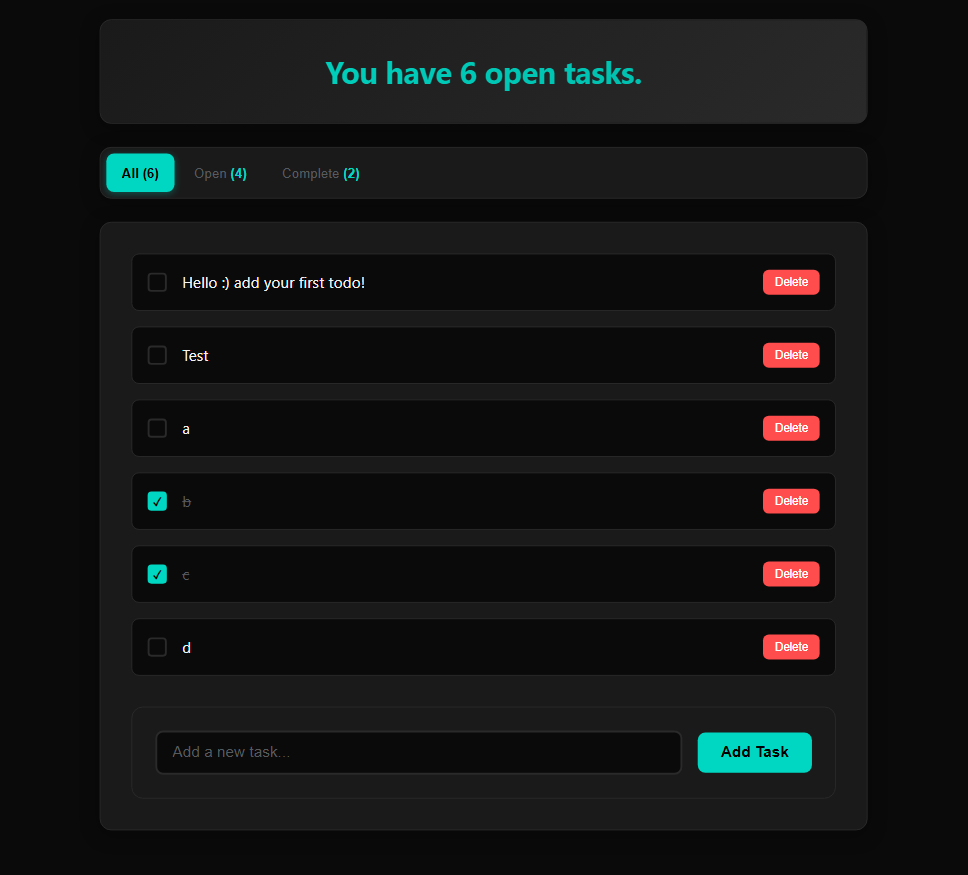 You have 6 open tasks.
All (6) Open (4) Complete (2)
Hello :) add your first todo! Delete
Test Delete
a Delete
b Delete
c Delete
d Delete
Add a new task... Add Task